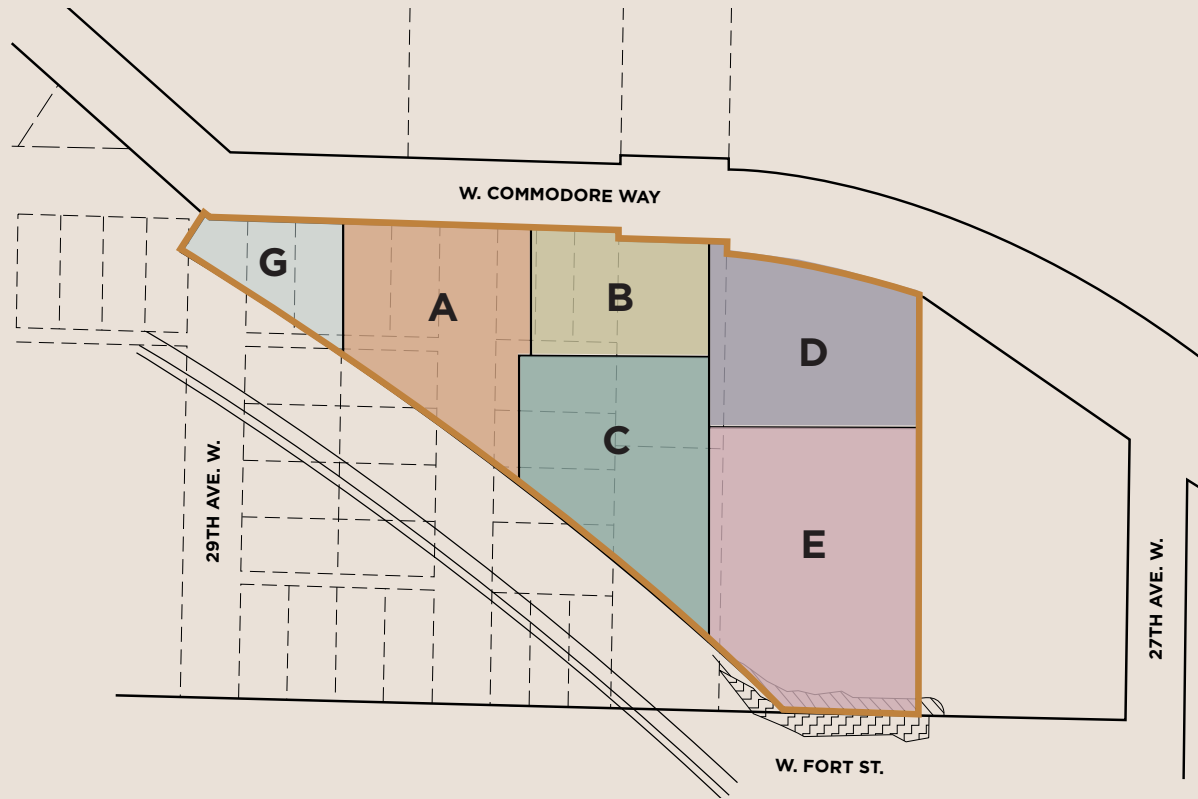 W. COMMODORE WAY
G
A
B
D
C
E
29TH AVE. W.
27TH AVE. W.
W. FORT ST.